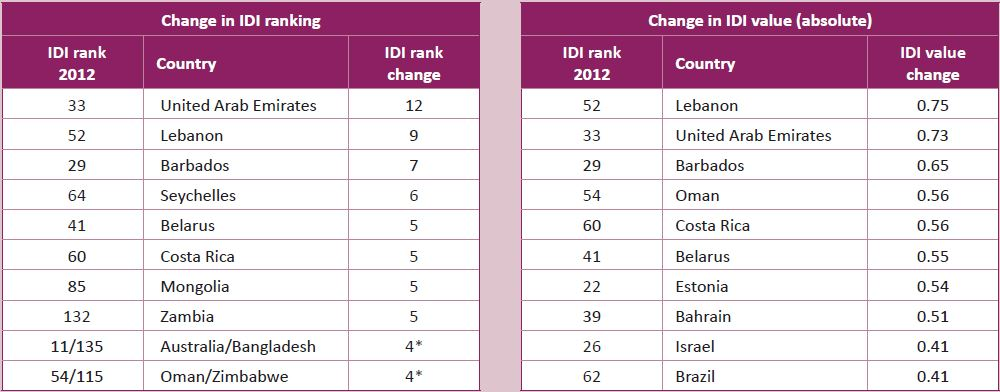 Change in IDI ranking
IDI rank 2012 Country IDI rank change
33 United Arab Emirates 12
52 Lebanon 9
29 Barbados 7
64 Seychelles 6
41 Belarus 5
60 Costa Rica 5
85 Mongolia 5
132 Zambia 5
11/135 Australia/Bangladesh 4*
54/115 Oman/Zimbabwe 4*
Change in IDI value (absolute)
IDI rank 2012 Country IDI value change
52 Lebanon 0.75
33 United Arab Emirates 0.73
29 Barbados 0.65
54 Oman 0.56
60 Costa Rica 0.56
41 Belarus 0.55
22 Estonia 0.54
39 Bahrain 0.51
26 Israel 0.41
62 Brazil 0.41